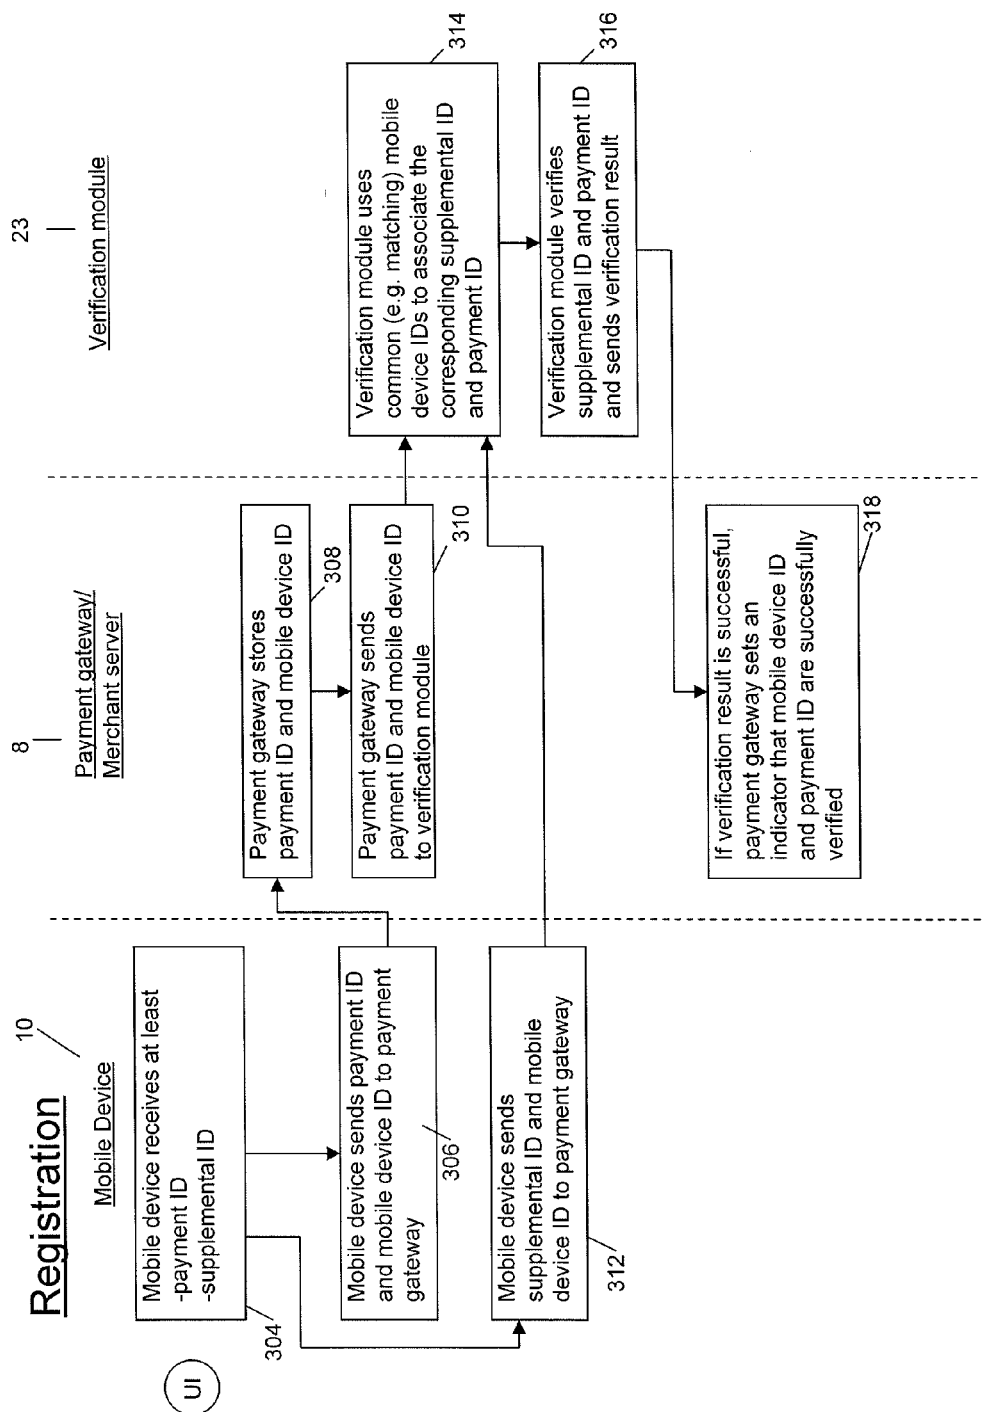 Registration
10
Mobile Device
8
Payment gateway/
Merchant server
23
Verification module
UI
Mobile device receives at least
-payment ID
-supplemental ID
304
Mobile device sends payment ID
and mobile device ID to payment
gateway
306
Payment gateway stores
payment ID and mobile device ID
308
Payment gateway sends
payment ID and mobile device ID
to verification module
310
Mobile device sends
supplemental ID and mobile
device ID to payment gateway
312
Verification module uses
common (e.g. matching) mobile
device IDs to associate the
corresponding supplemental ID
and payment ID
314
Verification module verifies
supplemental ID and payment ID
and sends verification result
316
If verification result is successful,
payment gateway sets an
indicator that mobile device ID
and payment ID are successfully
verified
318